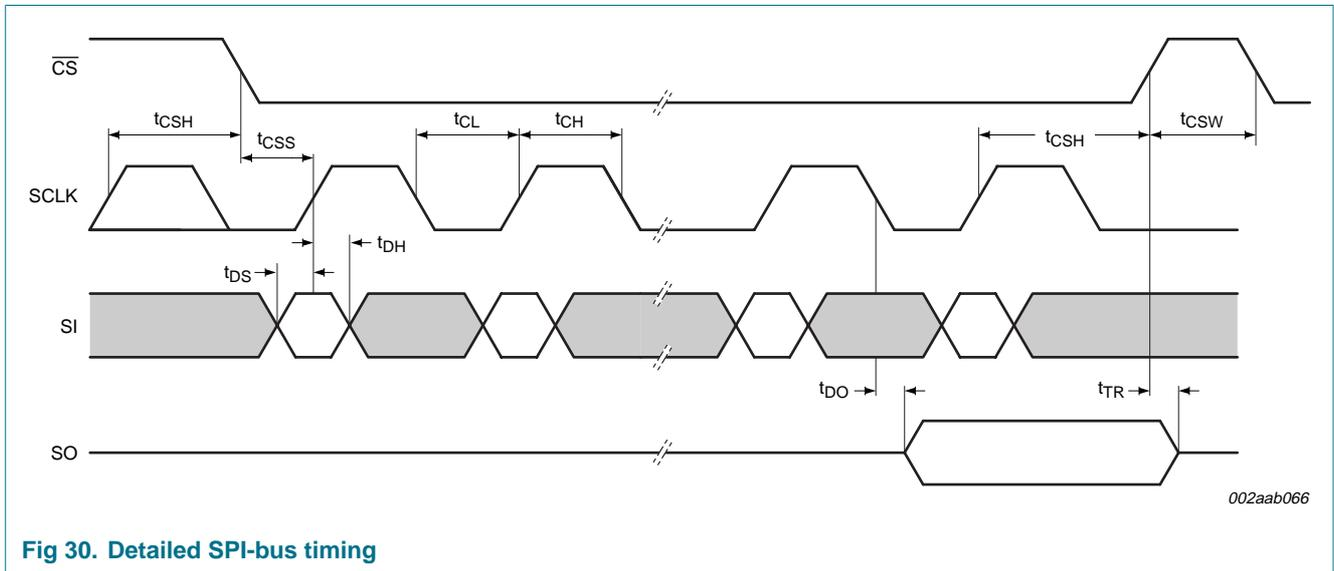 CS
tCSH
tCSS
tCL
tCH
tCSH
tCSW
SCLK
tDH
tDS
SI
tDO
tTR
SO
002aab066
Fig 30. Detailed SPI-bus timing